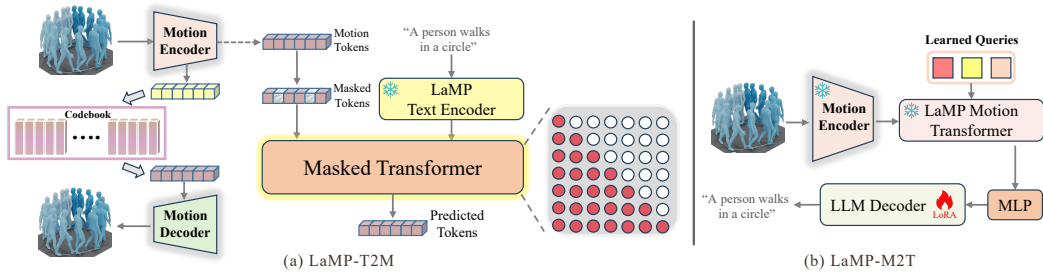 Motion
Encoder
Codebook
Motion
Decoder
Motion
Tokens
Masked
Tokens
“A person walks
in a circle”
LaMP
Text Encoder
Masked Transformer
Predicted
Tokens
(a) LaMP-T2M
Learned Queries
Motion
Encoder
LaMP Motion
Transformer
“A person walks
in a circle”
LLM Decoder
LoRA
MLP
(b) LaMP-M2T